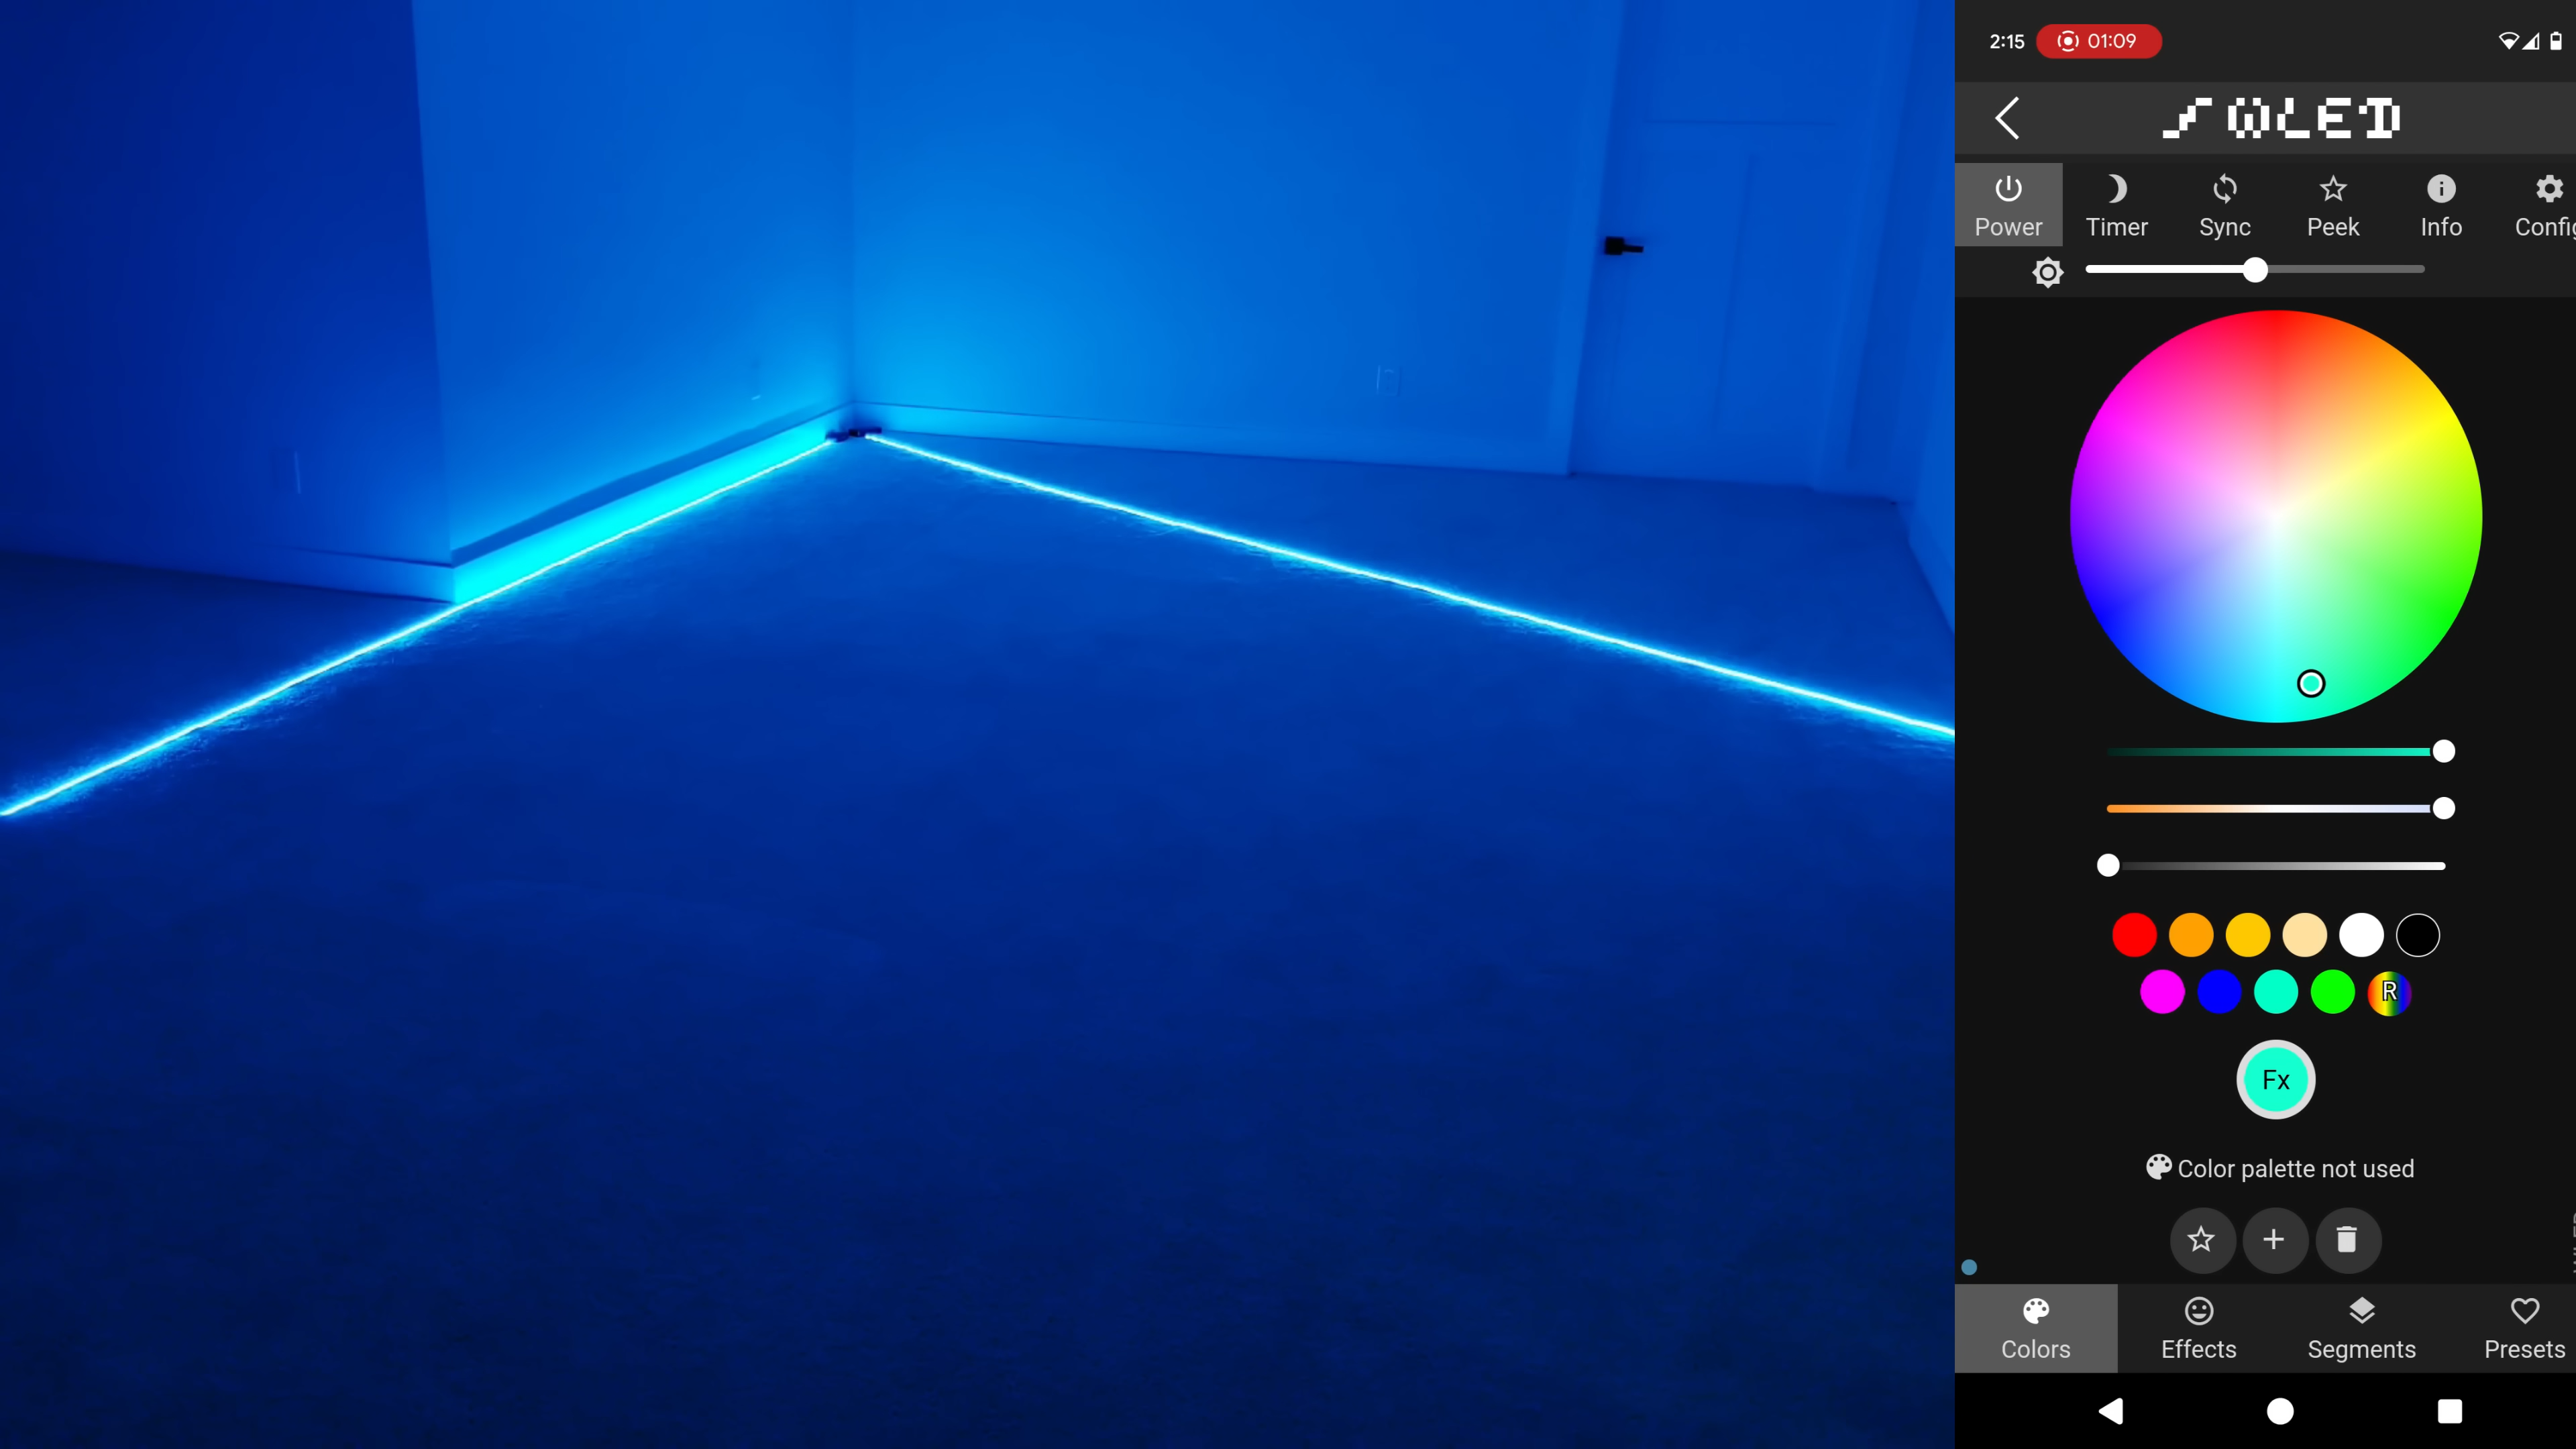 2:15 01:09
WLED
Power Timer Sync Peek Info Config
R
Fx
Color palette not used
Colors Effects Segments Presets